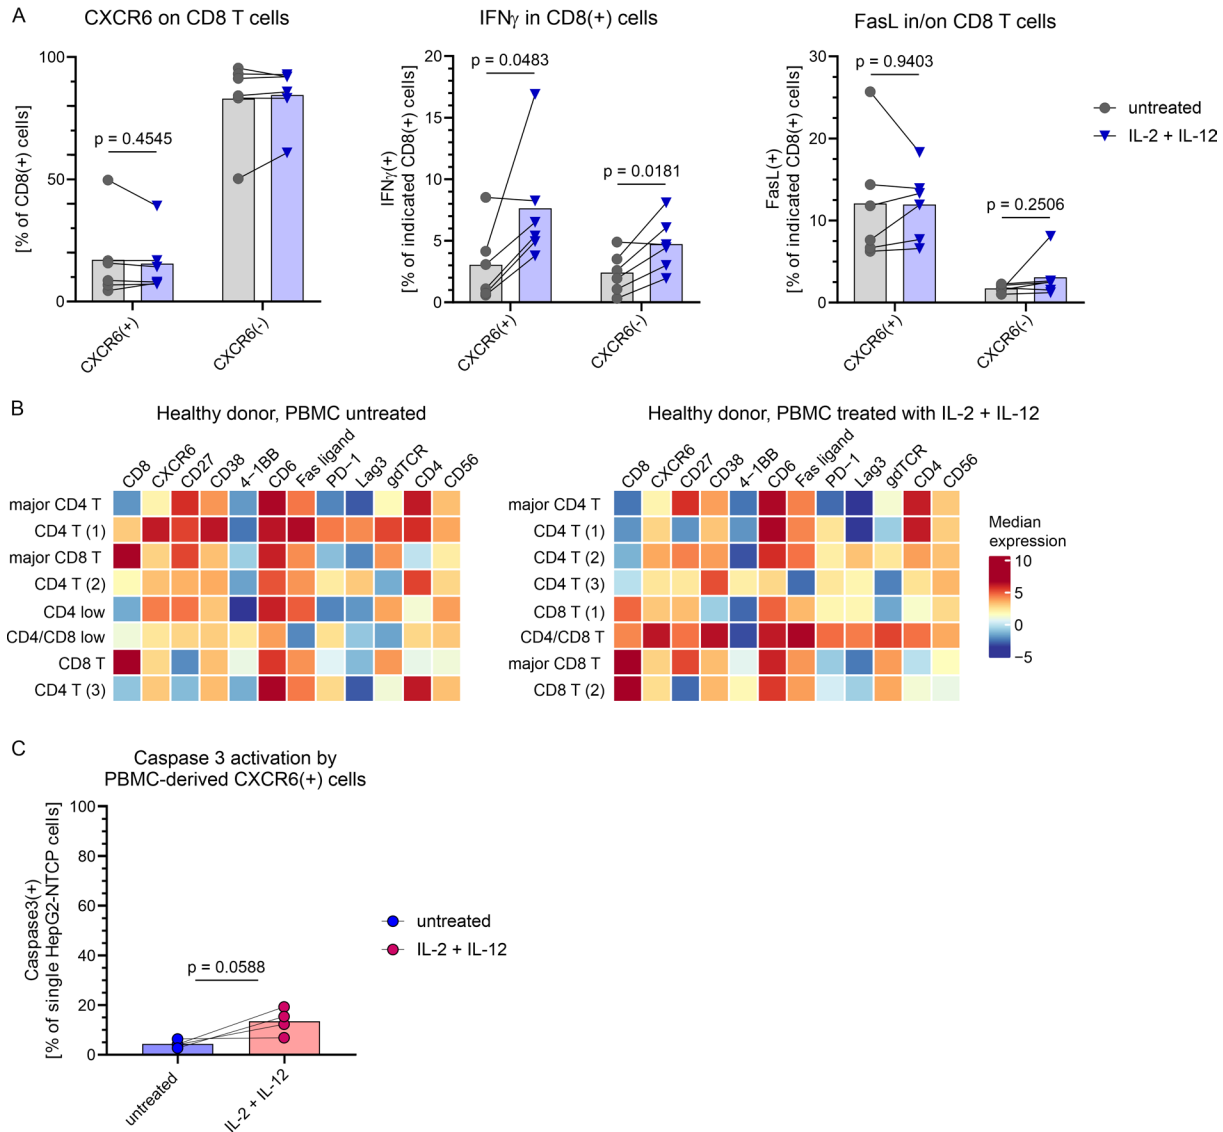 A
CXCR6 on CD8 T cells
[% of CD8(+) cells]
100
50
0
p = 0.4545
CXCR6(+)
CXCR6(-)
IFNγ in CD8(+) cells
IFNγ(+)
[% of indicated CD8(+) cells]
20
15
10
5
0
p = 0.0483
p = 0.0181
CXCR6(+)
CXCR6(-)
FasL in/on CD8 T cells
FasL(+)
[% of indicated CD8(+) cells]
30
20
10
0
p = 0.9403
p = 0.2506
CXCR6(+)
CXCR6(-)
untreated
IL-2 + IL-12
B
Healthy donor, PBMC untreated
CD8
CXCR6
CD27
CD38
4-1BB
CD6
Fas ligand
PD-1
Lag3
gdTCR
CD4
CD56
major CD4 T
CD4 T (1)
major CD8 T
CD4 T (2)
CD4 low
CD4/CD8 low
CD8 T
CD4 T (3)
Healthy donor, PBMC treated with IL-2 + IL-12
CD8
CXCR6
CD27
CD38
4-1BB
CD6
Fas ligand
PD-1
Lag3
gdTCR
CD4
CD56
major CD4 T
CD4 T (1)
CD4 T (2)
CD4 T (3)
CD8 T (1)
CD4/CD8 T
major CD8 T
CD8 T (2)
Median
expression
10
5
0
−5
C
Caspase 3 activation by
PBMC-derived CXCR6(+) cells
Caspase3(+)
[% of single HepG2-NTCP cells]
100
80
60
40
20
0
p = 0.0588
untreated
IL-2 + IL-12
untreated
IL-2 + IL-12